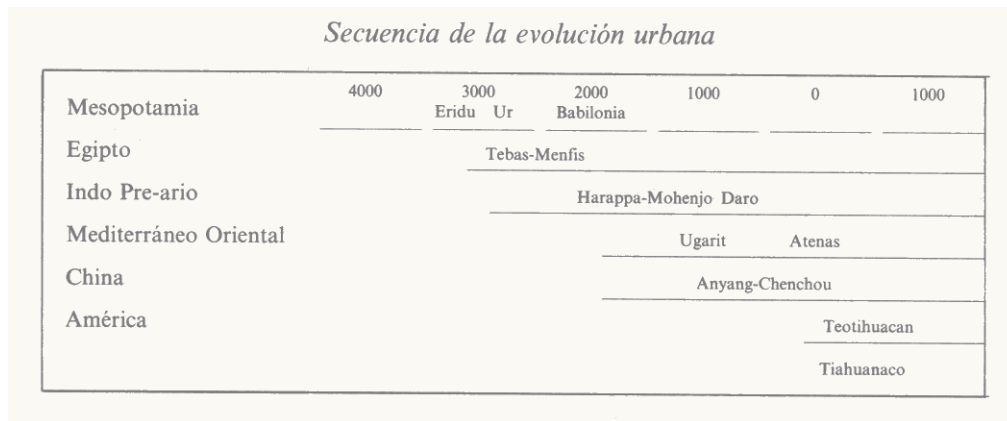 Secuencia de la evolución urbana
4000 3000 2000 1000 0 1000
Mesopotamia Eridu Ur Babilonia
Egipto Tebas-Menfis
Indo Pre-ario Harappa-Mohenjo Daro
Mediterráneo Oriental Ugarit Atenas
China Anyang-Chenchou
América Teotihuacan
Tiahuanaco